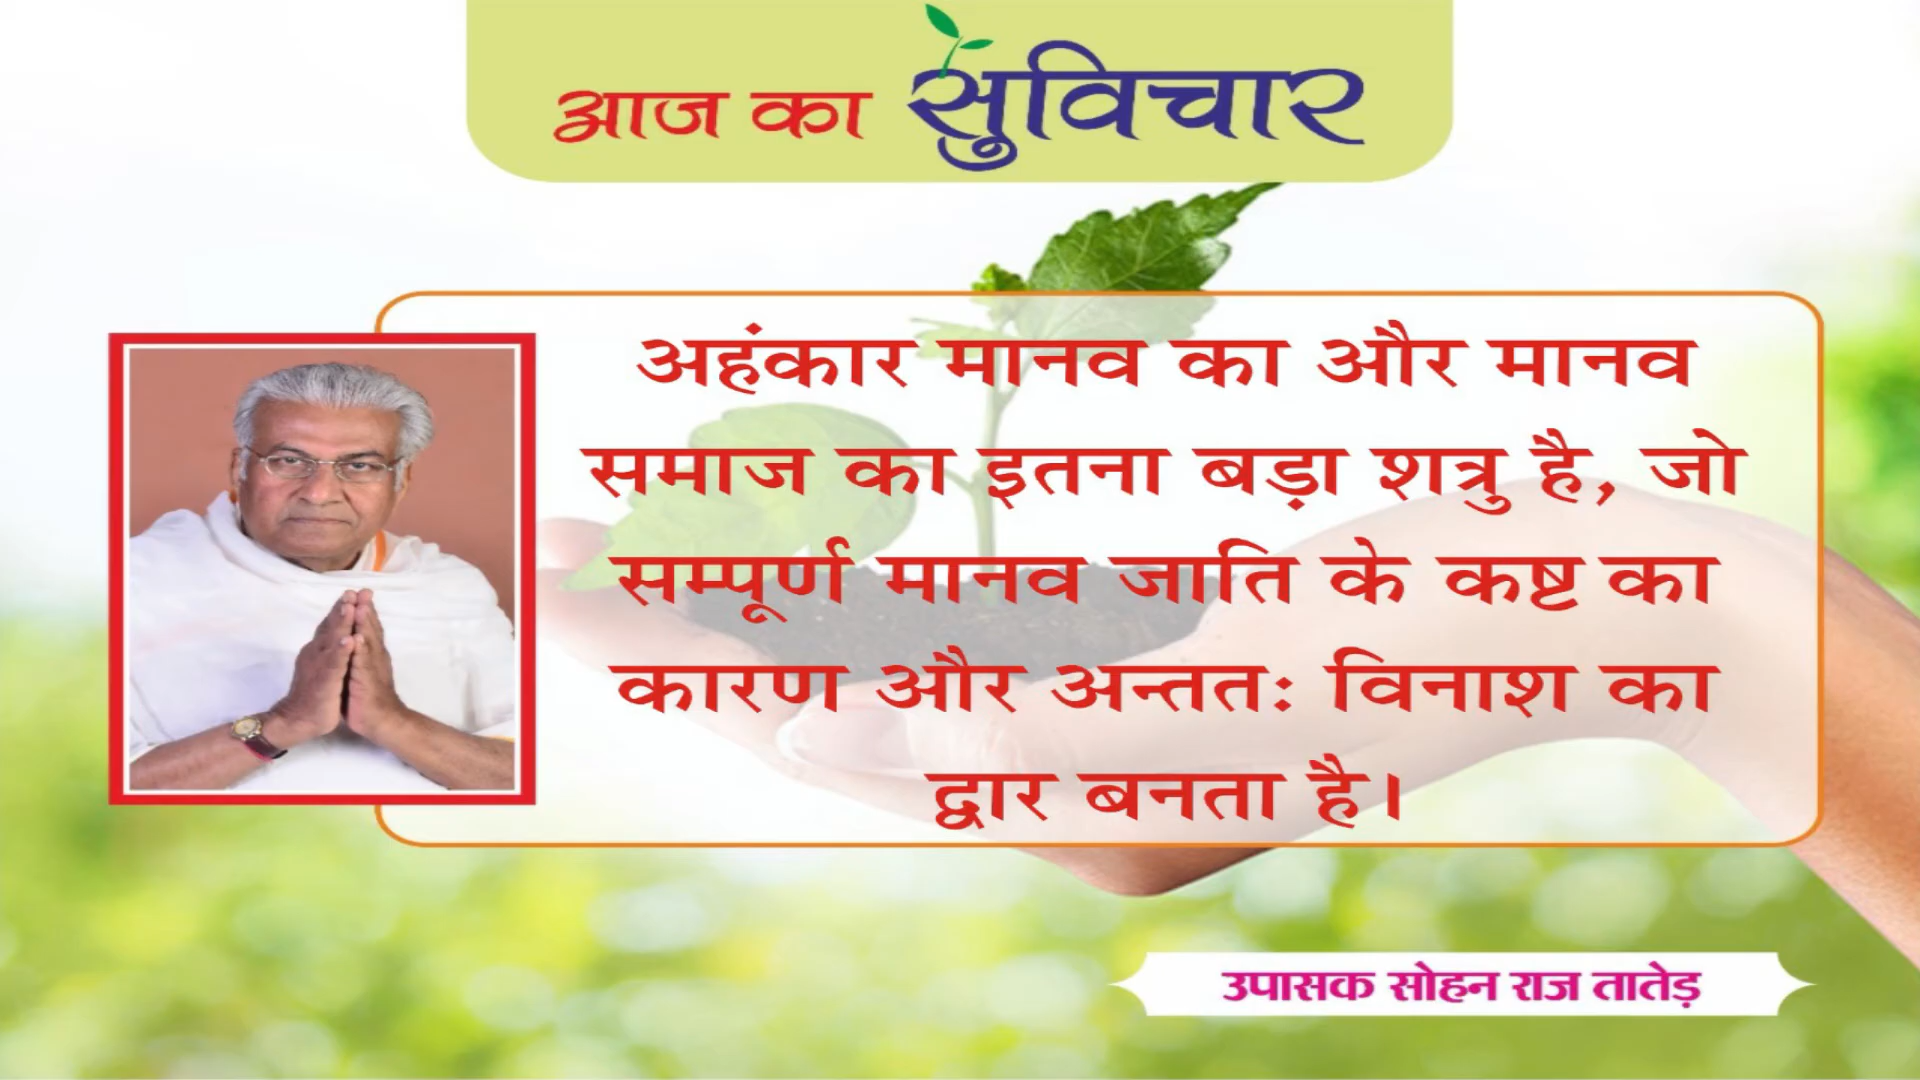 आज का सुविचार
अहंकार मानव का और मानव
समाज का इतना बड़ा शत्रु है, जो
सम्पूर्ण मानव जाति के कष्ट का
कारण और अन्ततः विनाश का
द्वार बनता है।
उपासक सोहन राज तातेड़